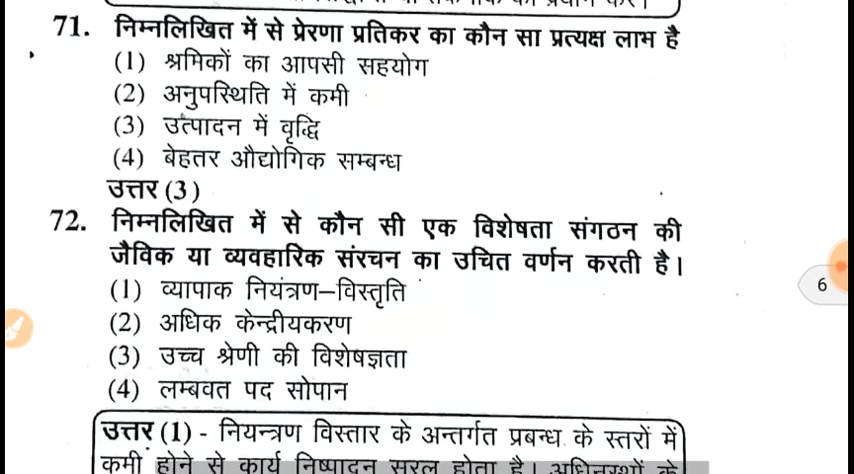 71. निम्नलिखित में से प्रेरणा प्रतिकर का कौन सा प्रत्यक्ष लाभ है
(1) श्रमिकों का आपसी सहयोग
(2) अनुपस्थिति में कमी
(3) उत्पादन में वृद्धि
(4) बेहतर औद्योगिक सम्बन्ध
उत्तर (3)
72. निम्नलिखित में से कौन सी एक विशेषता संगठन की
जैविक या व्यवहारिक संरचन का उचित वर्णन करती है।
(1) व्यापाक नियंत्रण–विस्तृति
6
(2) अधिक केन्द्रीयकरण
(3) उच्च श्रेणी की विशेषज्ञता
(4) लम्बवत पद सोपान
उत्तर (1) - नियन्त्रण विस्तार के अन्तर्गत प्रबन्ध के स्तरों में
कमी होने से कार्य निष्पादन सरल होता है।